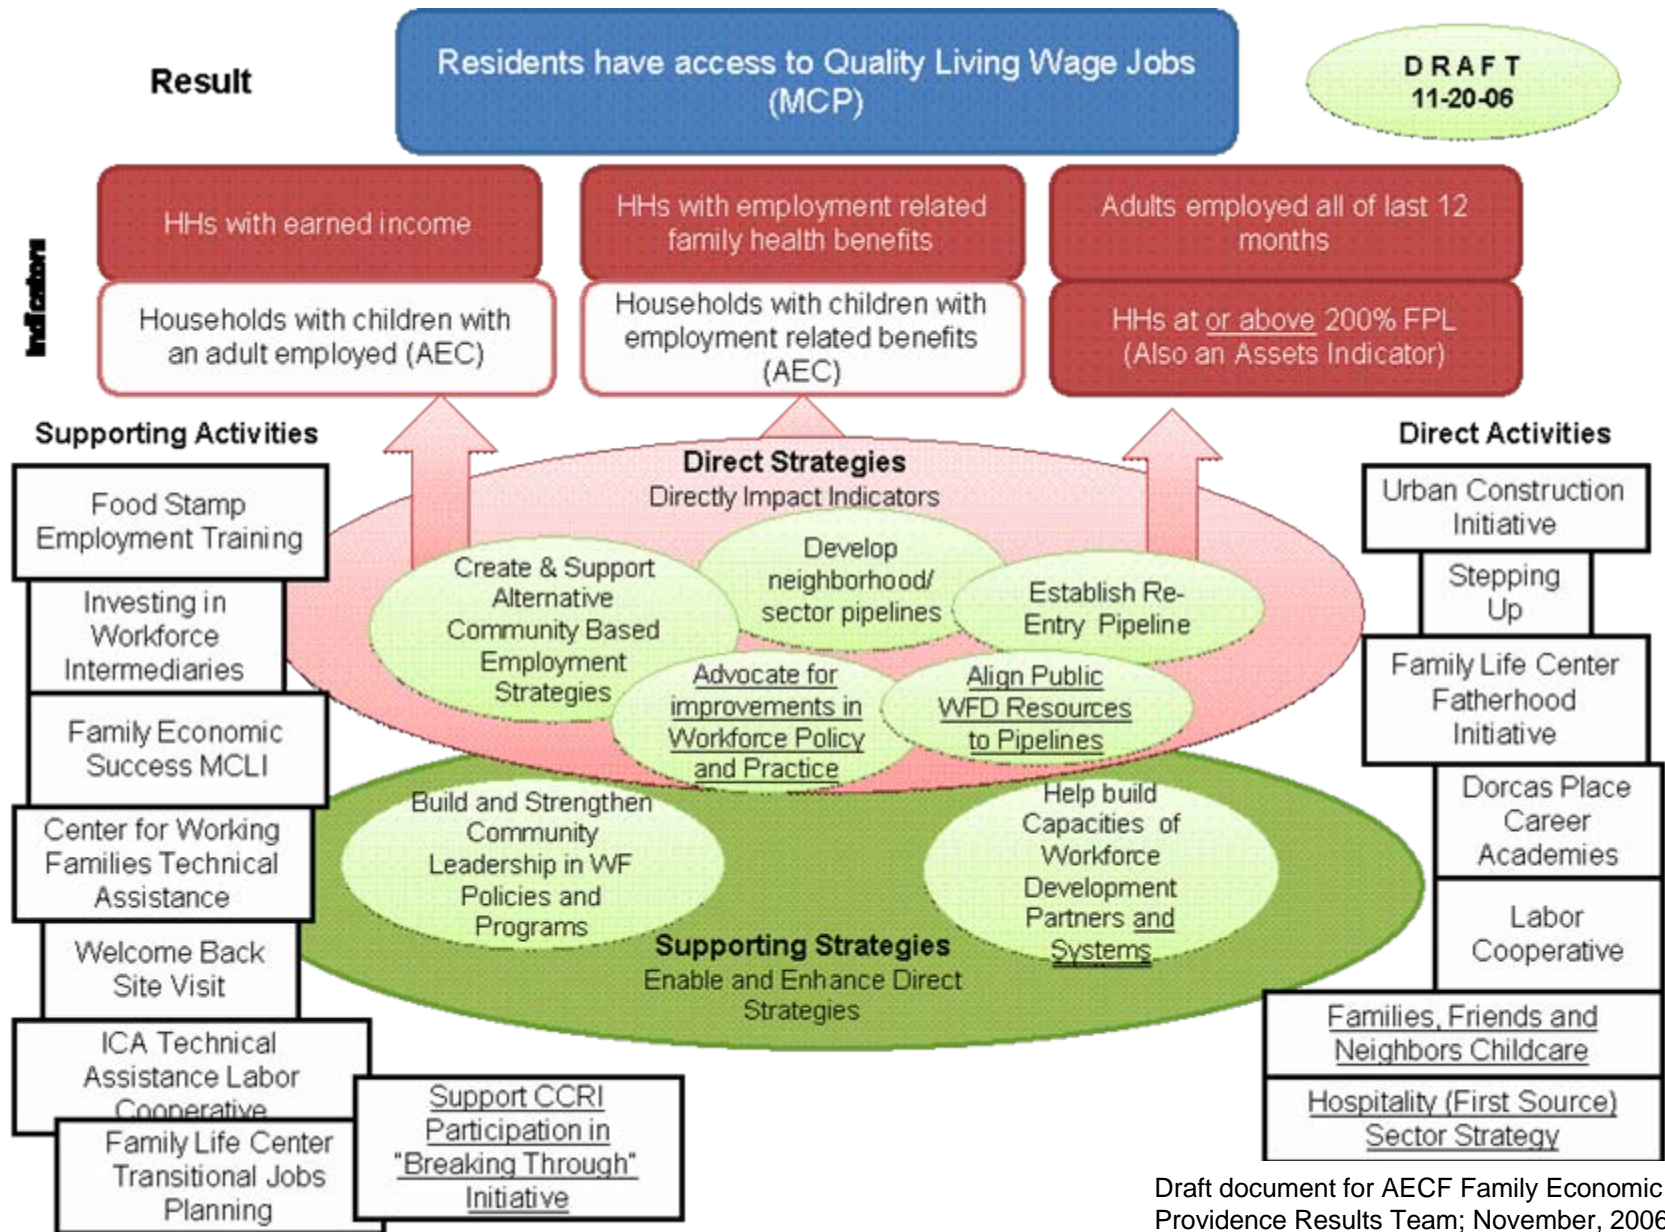 Result
Residents have access to Quality Living Wage Jobs
(MCP)
D R A F T
11-20-06
Indicators
HHs with earned income
HHs with employment related
family health benefits
Adults employed all of last 12
months
Households with children with
an adult employed (AEC)
Households with children with
employment related benefits
(AEC)
HHs at or above 200% FPL
(Also an Assets Indicator)
Supporting Activities
Food Stamp
Employment Training
Investing in
Workforce
Intermediaries
Family Economic
Success MCLI
Center for Working
Families Technical
Assistance
Welcome Back
Site Visit
ICA Technical
Assistance Labor
Cooperative
Family Life Center
Transitional Jobs
Planning
Support CCRI
Participation in
"Breaking Through"
Initiative
Direct Strategies
Directly Impact Indicators
Create & Support
Alternative
Community Based
Employment
Strategies
Develop
neighborhood/
sector pipelines
Establish Re-
Entry Pipeline
Advocate for
improvements in
Workforce Policy
and Practice
Align Public
WFD Resources
to Pipelines
Build and Strengthen
Community
Leadership in WF
Policies and
Programs
Help build
Capacities of
Workforce
Development
Partners and
Systems
Supporting Strategies
Enable and Enhance Direct
Strategies
Direct Activities
Urban Construction
Initiative
Stepping
Up
Family Life Center
Fatherhood
Initiative
Dorcas Place
Career
Academies
Labor
Cooperative
Families, Friends and
Neighbors Childcare
Hospitality (First Source)
Sector Strategy
Draft document for AECF Family Economic
Providence Results Team; November, 2006